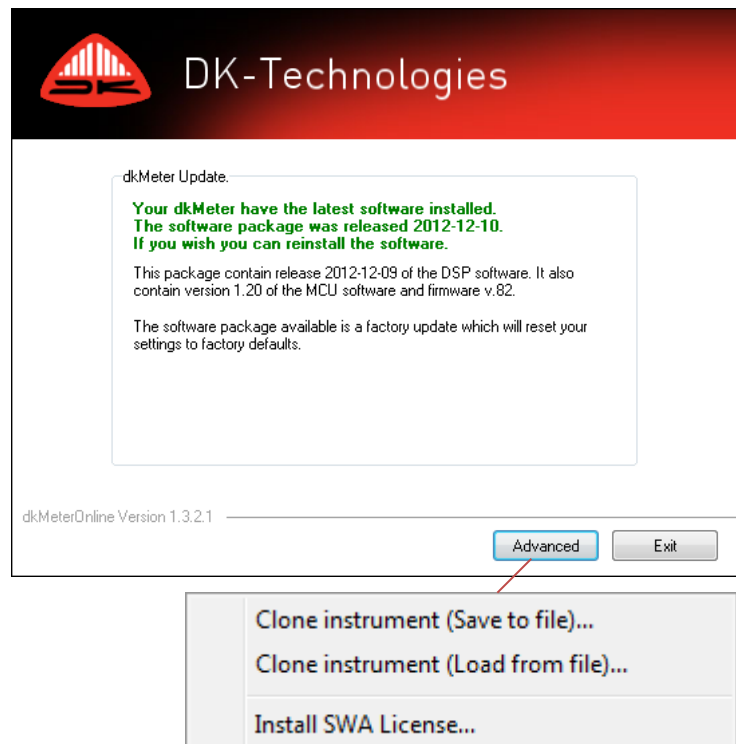 DK
DK-Technologies
dkMeter Update.
Your dkMeter have the latest software installed.
The software package was released 2012-12-10.
If you wish you can reinstall the software.
This package contain release 2012-12-09 of the DSP software. It also
contain version 1.20 of the MCU software and firmware v.82.
The software package available is a factory update which will reset your
settings to factory defaults.
dkMeterOnline Version 1.3.2.1
Advanced
Exit
Clone instrument (Save to file)...
Clone instrument (Load from file)...
Install SWA License...